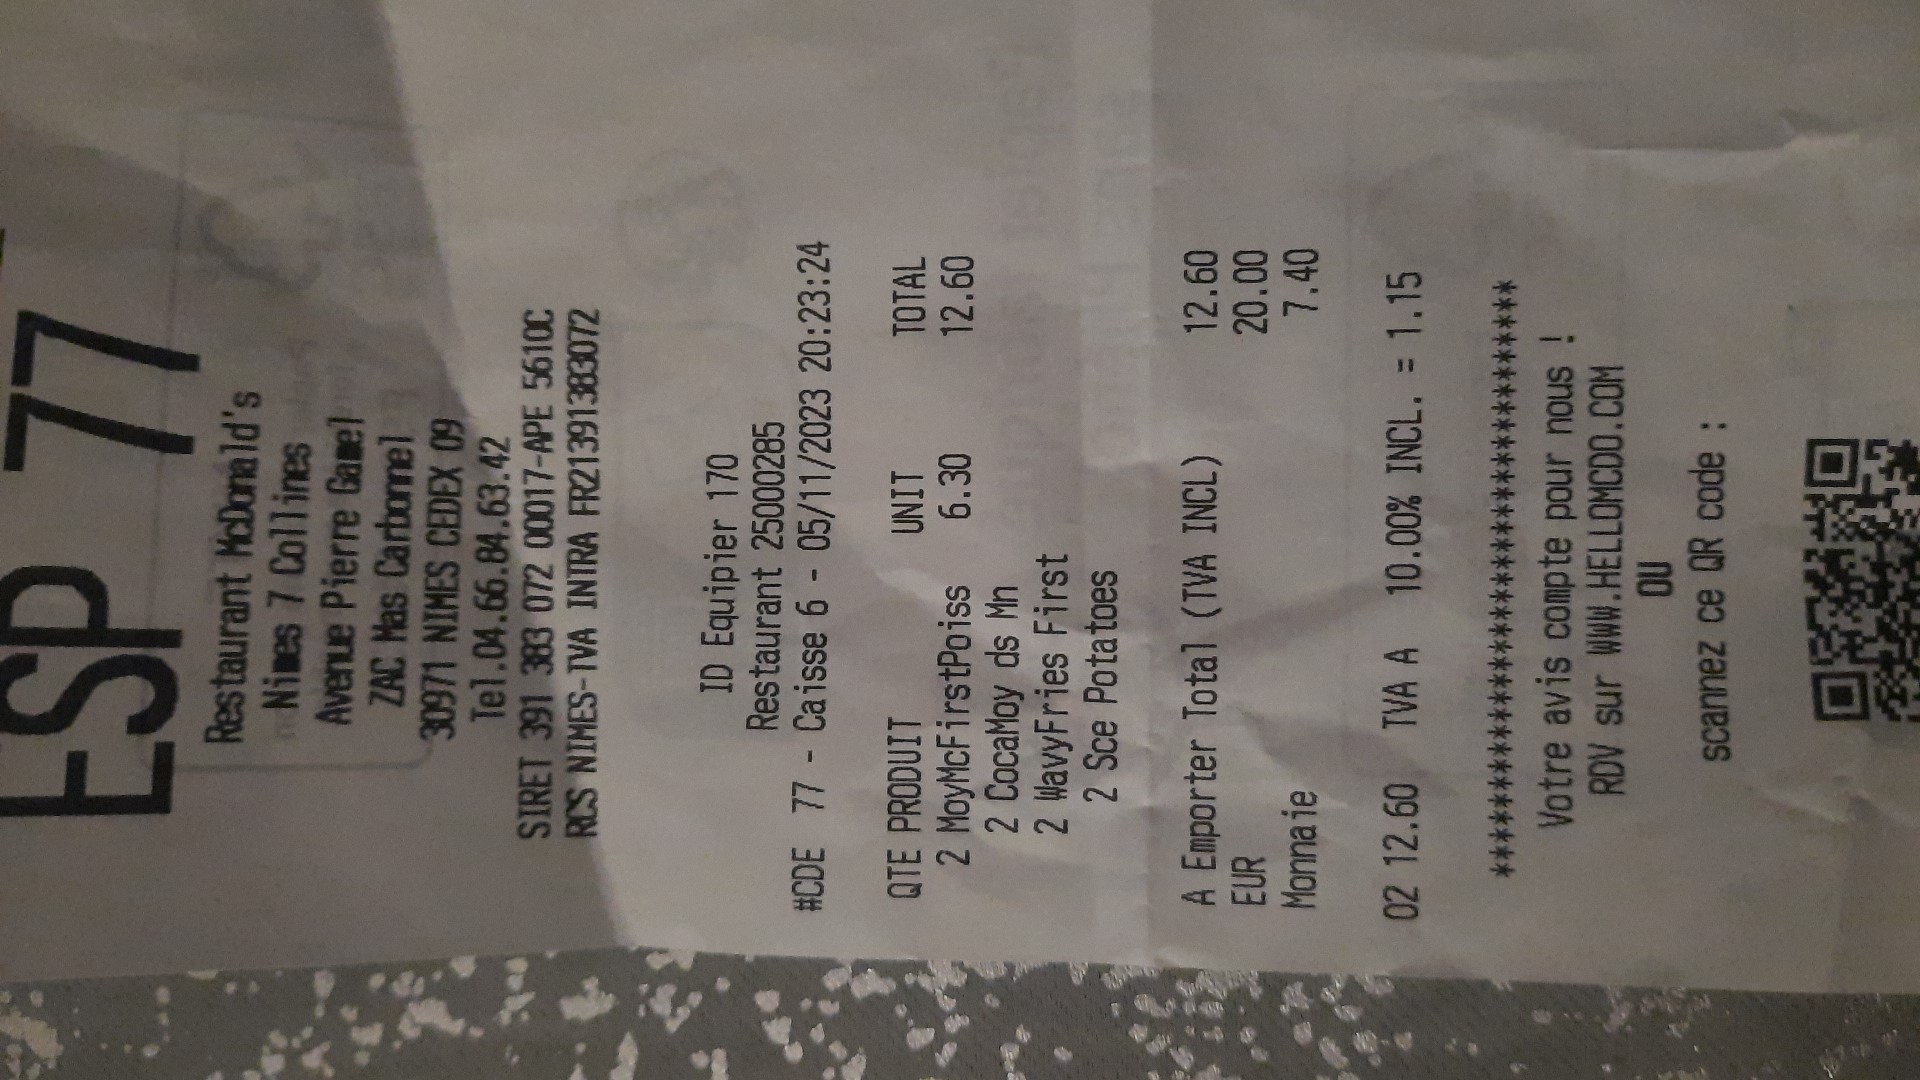 ESP 77
Restaurant McDonald's
Nimes 7 Collines
Avenue Pierre Gamel
ZAC Mas Carbonnel
30971 NIMES CEDEX 09
Tel.04.66.84.63.42
SIRET 391 383 072 00017-APE 5610C
RCS NIMES-TVA INTRA FR21391383072
ID Equipier 170
Restaurant 25000285
#CDE 77 - Caisse 6 - 05/11/2023 20:23:24
QTE PRODUIT UNIT TOTAL
2 MoyMcFirstPoiss 6.30 12.60
2 CocaMoy ds Mn
2 WavyFries First
2 Sce Potatoes
A Emporter Total (TVA INCL) 12.60
EUR 20.00
Monnaie 7.40
02 12.60 TVA A 10.00% INCL. = 1.15
****************************************
Votre avis compte pour nous !
RDV sur WWW.HELLOMCDO.COM
OU
scannez ce QR code :